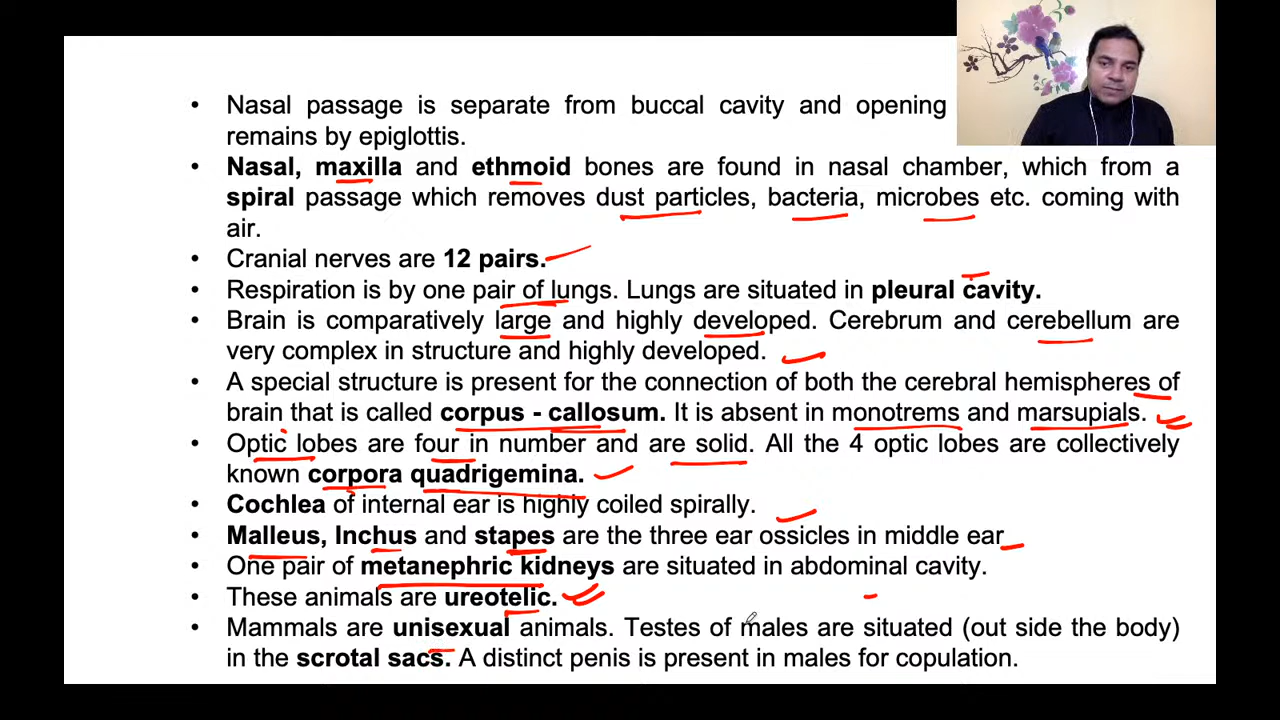 • Nasal passage is separate from buccal cavity and opening
remains by epiglottis.
• Nasal, maxilla and ethmoid bones are found in nasal chamber, which from a
spiral passage which removes dust particles, bacteria, microbes etc. coming with
air.
• Cranial nerves are 12 pairs.
• Respiration is by one pair of lungs. Lungs are situated in pleural cavity.
• Brain is comparatively large and highly developed. Cerebrum and cerebellum are
very complex in structure and highly developed.
• A special structure is present for the connection of both the cerebral hemispheres of
brain that is called corpus - callosum. It is absent in monotrems and marsupials.
• Optic lobes are four in number and are solid. All the 4 optic lobes are collectively
known corpora quadrigemina.
• Cochlea of internal ear is highly coiled spirally.
• Malleus, Inchus and stapes are the three ear ossicles in middle ear
• One pair of metanephric kidneys are situated in abdominal cavity.
• These animals are ureotelic.
• Mammals are unisexual animals. Testes of males are situated (out side the body)
in the scrotal sacs. A distinct penis is present in males for copulation.